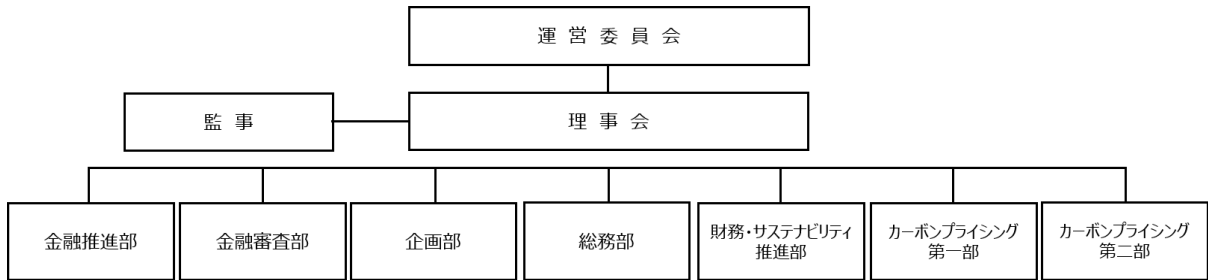 運営委員会
監事
理事会
金融推進部
金融審査部
企画部
総務部
財務・サステナビリティ
推進部
カーボンプライシング
第一部
カーボンプライシング
第二部